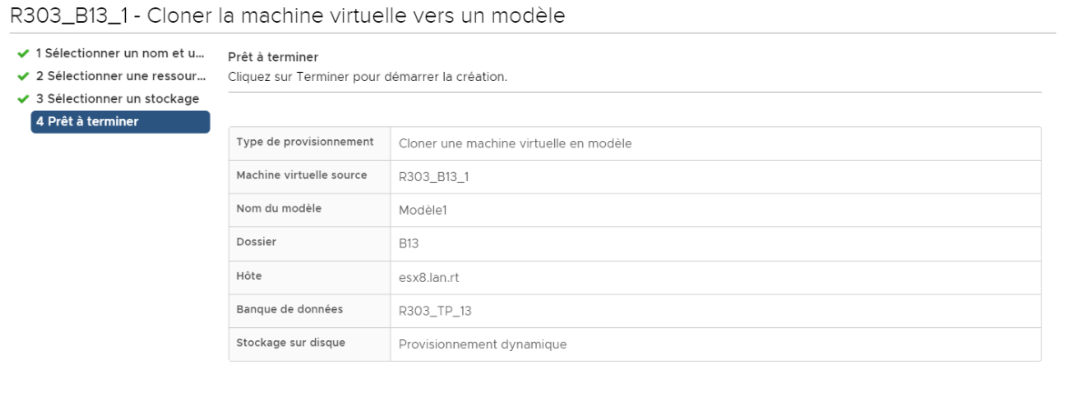 R303_B13_1 - Cloner la machine virtuelle vers un modèle
1 Sélectionner un nom et u...
2 Sélectionner une ressour...
3 Sélectionner un stockage
4 Prêt à terminer
Prêt à terminer
Cliquez sur Terminer pour démarrer la création.
Type de provisionnement Cloner une machine virtuelle en modèle
Machine virtuelle source R303_B13_1
Nom du modèle Modèle1
Dossier B13
Hôte esx8.lan.rt
Banque de données R303_TP_13
Stockage sur disque Provisionnement dynamique